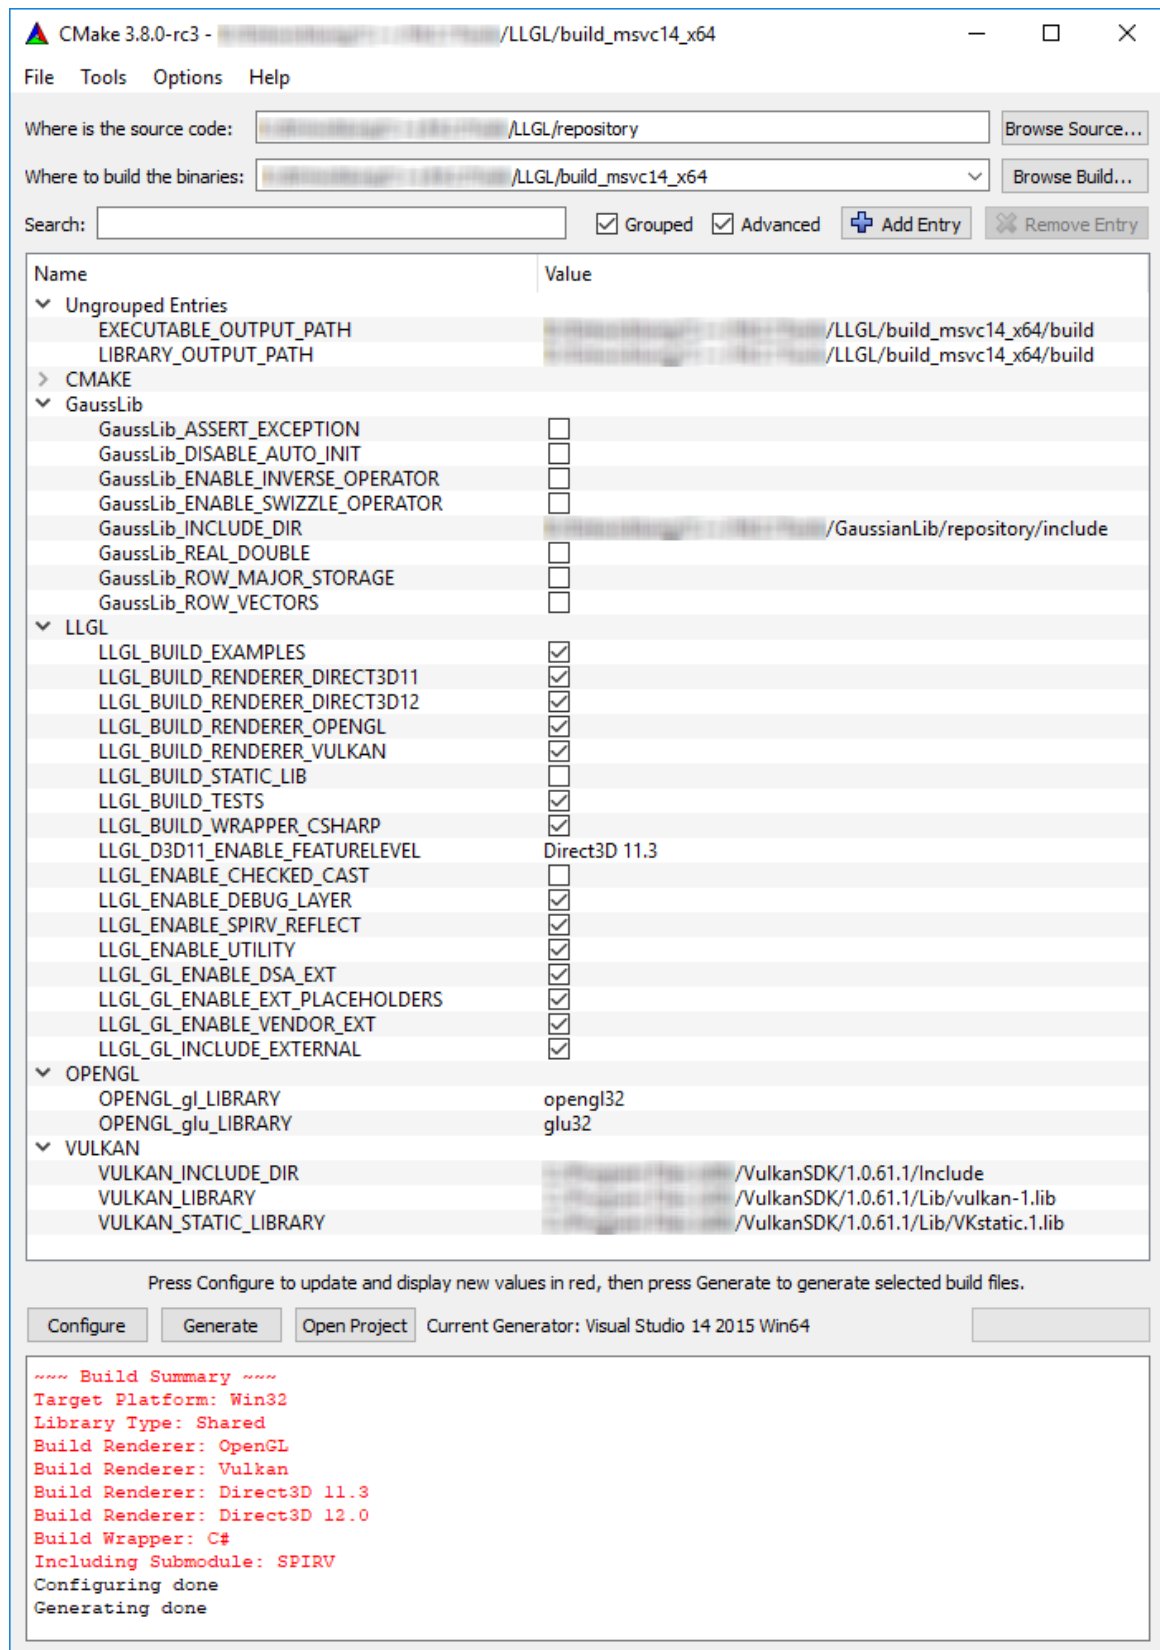 CMake 3.8.0-rc3 - /LLGL/build_msvc14_x64
File Tools Options Help
Where is the source code: /LLGL/repository Browse Source...
Where to build the binaries: /LLGL/build_msvc14_x64 Browse Build...
Search: Grouped Advanced Add Entry Remove Entry
Name Value
Ungrouped Entries
EXECUTABLE_OUTPUT_PATH /LLGL/build_msvc14_x64/build
LIBRARY_OUTPUT_PATH /LLGL/build_msvc14_x64/build
CMAKE
GaussLib
GaussLib_ASSERT_EXCEPTION
GaussLib_DISABLE_AUTO_INIT
GaussLib_ENABLE_INVERSE_OPERATOR
GaussLib_ENABLE_SWIZZLE_OPERATOR
GaussLib_INCLUDE_DIR /GaussianLib/repository/include
GaussLib_REAL_DOUBLE
GaussLib_ROW_MAJOR_STORAGE
GaussLib_ROW_VECTORS
LLGL
LLGL_BUILD_EXAMPLES
LLGL_BUILD_RENDERER_DIRECT3D11
LLGL_BUILD_RENDERER_DIRECT3D12
LLGL_BUILD_RENDERER_OPENGL
LLGL_BUILD_RENDERER_VULKAN
LLGL_BUILD_STATIC_LIB
LLGL_BUILD_TESTS
LLGL_BUILD_WRAPPER_CSHARP
LLGL_D3D11_ENABLE_FEATURELEVEL Direct3D 11.3
LLGL_ENABLE_CHECKED_CAST
LLGL_ENABLE_DEBUG_LAYER
LLGL_ENABLE_SPIRV_REFLECT
LLGL_ENABLE_UTILITY
LLGL_GL_ENABLE_DSA_EXT
LLGL_GL_ENABLE_EXT_PLACEHOLDERS
LLGL_GL_ENABLE_VENDOR_EXT
LLGL_GL_INCLUDE_EXTERNAL
OPENGL
OPENGL_gl_LIBRARY opengl32
OPENGL_glu_LIBRARY glu32
VULKAN
VULKAN_INCLUDE_DIR /VulkanSDK/1.0.61.1/Include
VULKAN_LIBRARY /VulkanSDK/1.0.61.1/Lib/vulkan-1.lib
VULKAN_STATIC_LIBRARY /VulkanSDK/1.0.61.1/Lib/VKstatic.1.lib
Press Configure to update and display new values in red, then press Generate to generate selected build files.
Configure Generate Open Project Current Generator: Visual Studio 14 2015 Win64
~~~ Build Summary ~~~
Target Platform: Win32
Library Type: Shared
Build Renderer: OpenGL
Build Renderer: Vulkan
Build Renderer: Direct3D 11.3
Build Renderer: Direct3D 12.0
Build Wrapper: C#
Including Submodule: SPIRV
Configuring done
Generating done